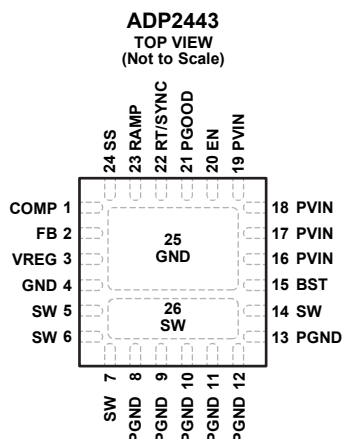 ADP2443
TOP VIEW
(Not to Scale)
24 SS
23 RAMP
22 RT/SYNC
21 PGOOD
20 EN
19 PVIN
COMP 1
FB 2
VREG 3
GND 4
SW 5
SW 6
25
GND
26
SW
18 PVIN
17 PVIN
16 PVIN
15 BST
14 SW
13 PGND
SW 7
PGND 8
PGND 9
PGND 10
PGND 11
PGND 12